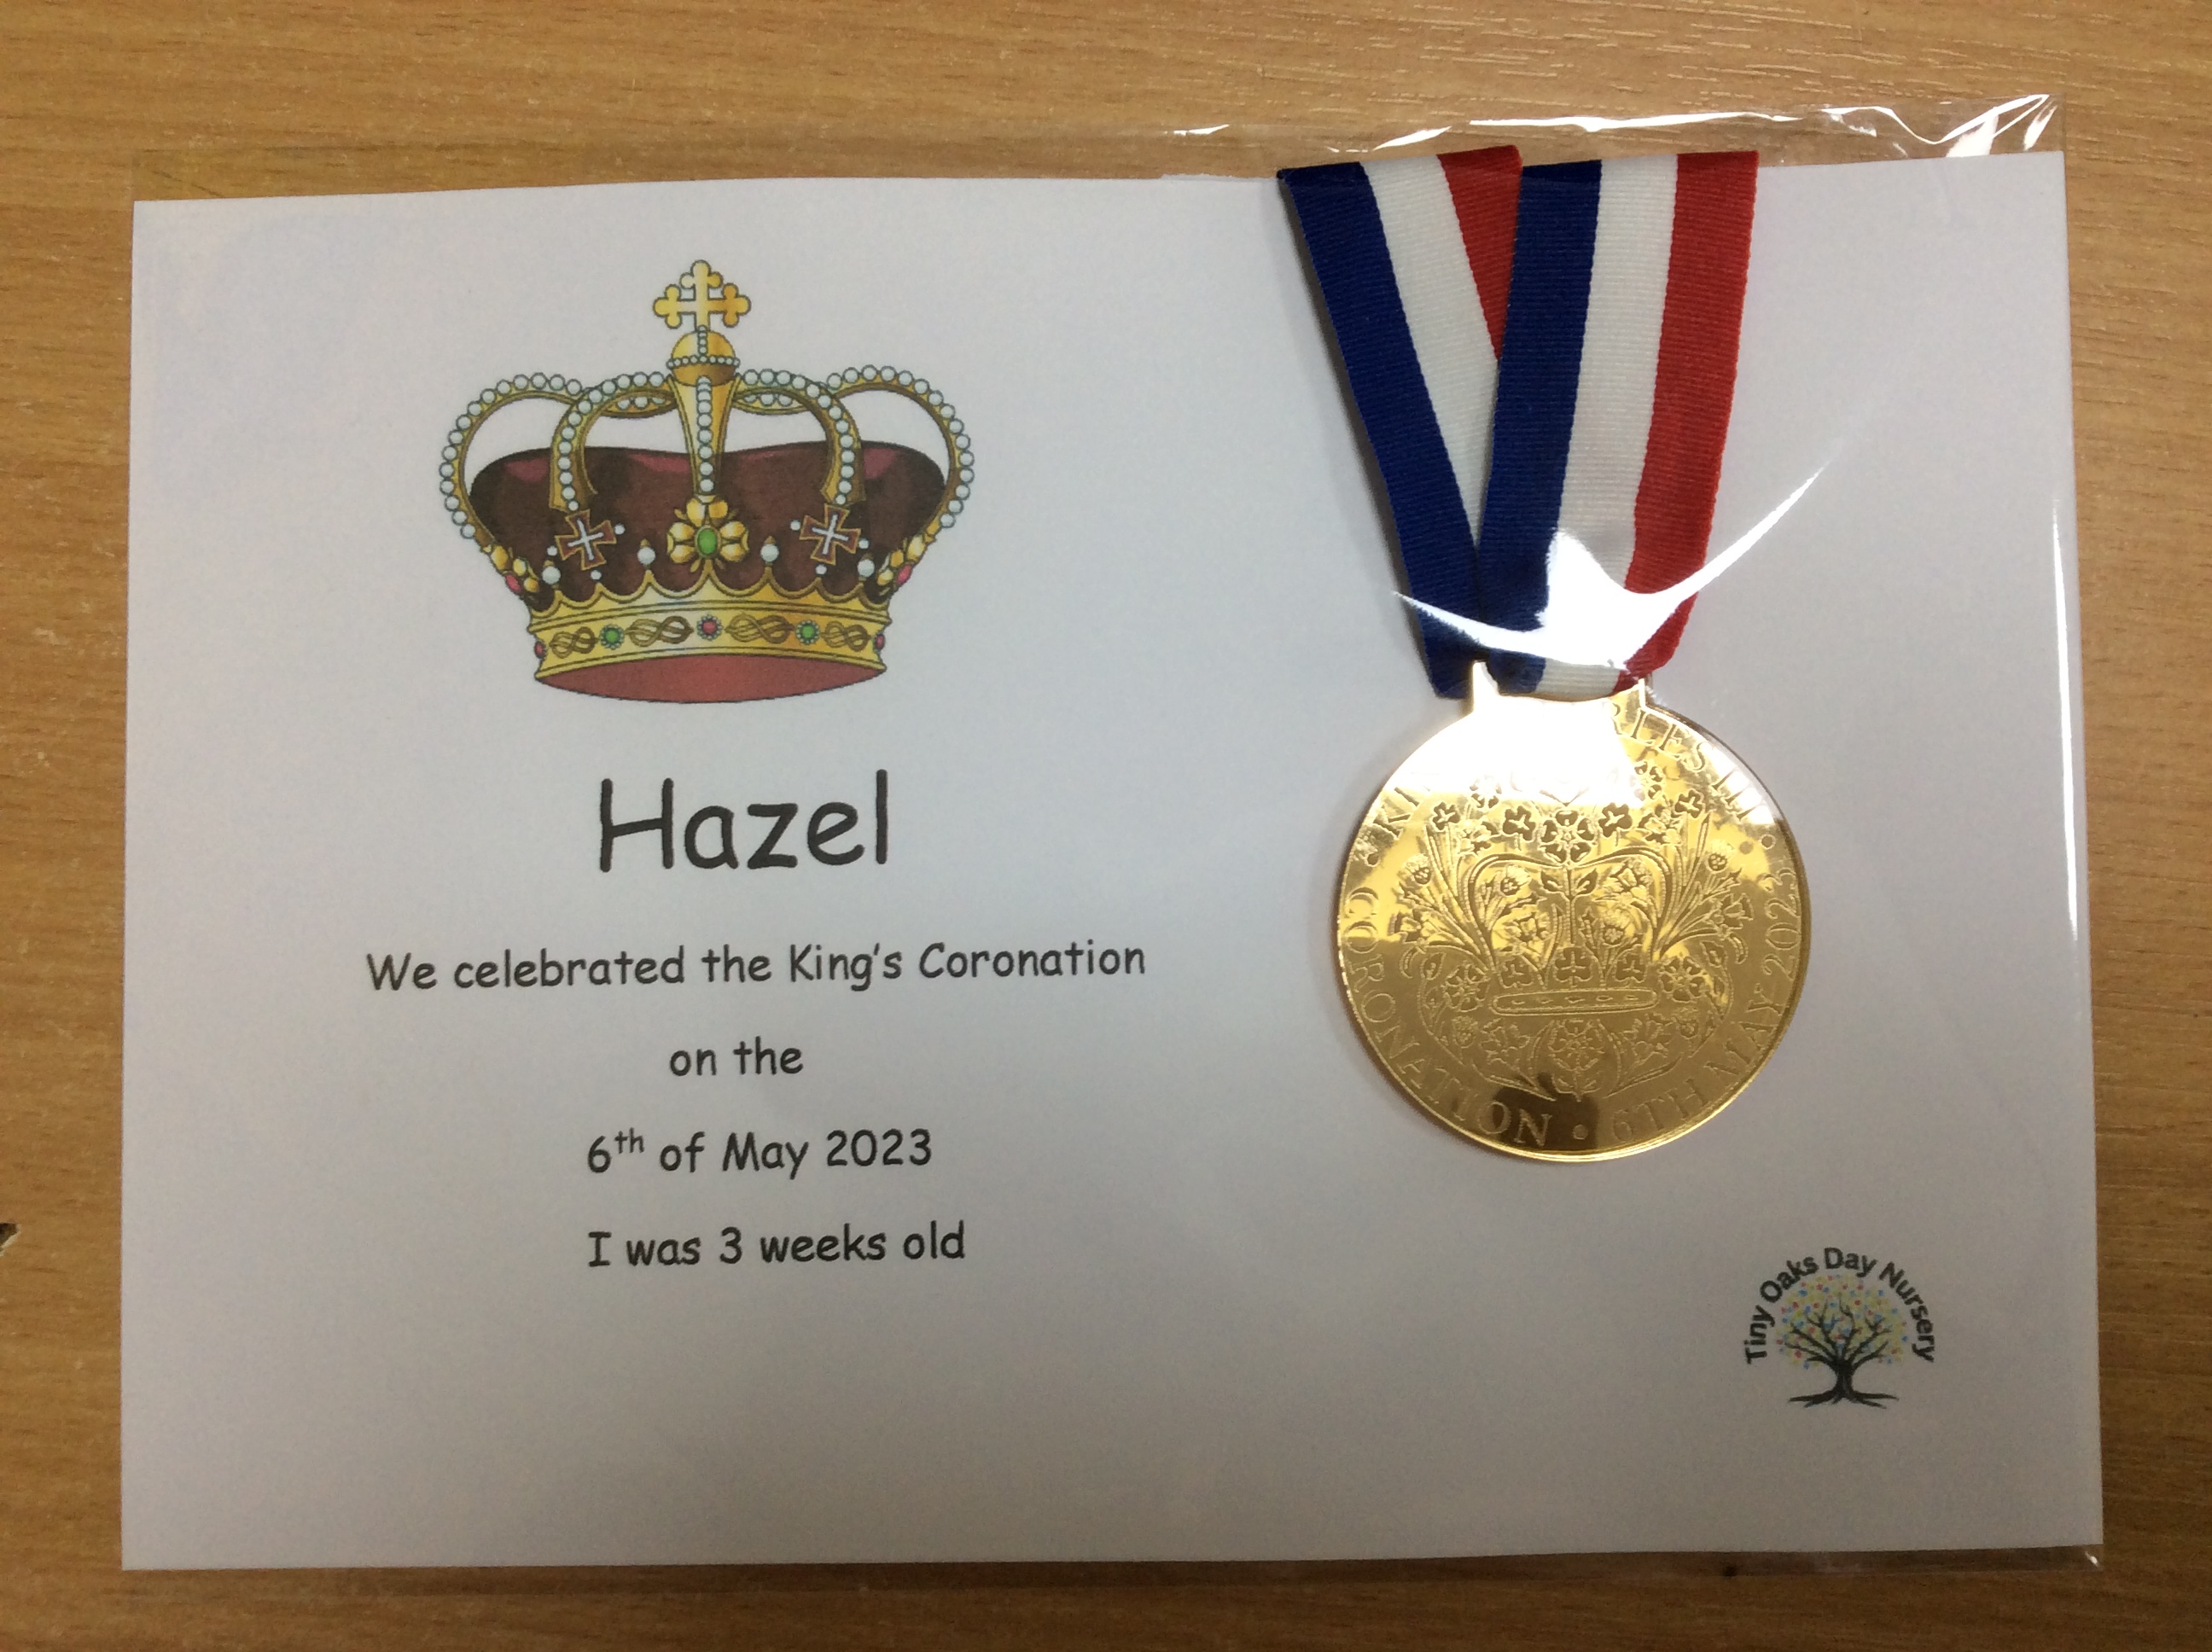 Hazel
We celebrated the King's Coronation
on the
6th of May 2023
I was 3 weeks old
CORONATION • 6TH MAY 2023
Tiny Oaks Day Nursery